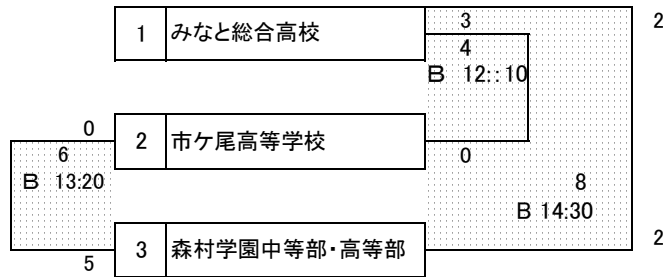 3 2
1 みなと総合高校
4
B 12::10
0
2 市ケ尾高等学校
6
0
B 13:20
8
B 14:30
3 森村学園中等部・高等部
2
5